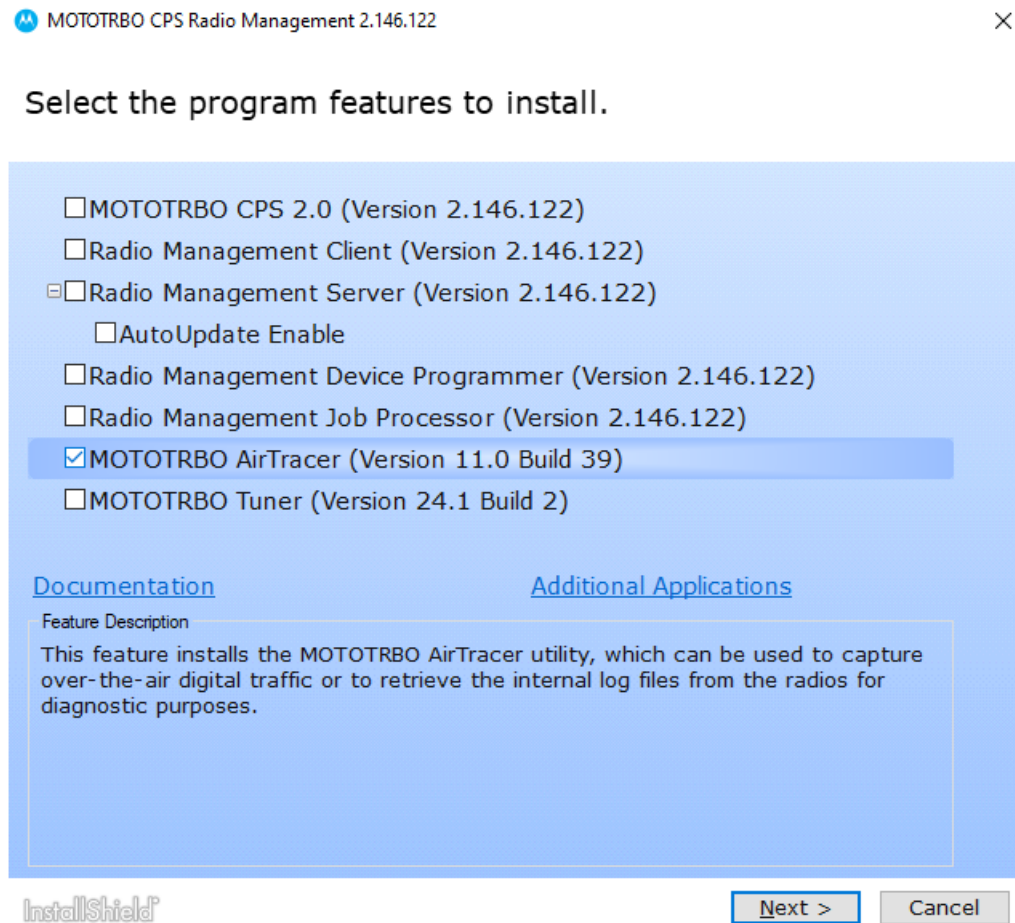 MOTOTRBO CPS Radio Management 2.146.122
Select the program features to install.
MOTOTRBO CPS 2.0 (Version 2.146.122)
Radio Management Client (Version 2.146.122)
Radio Management Server (Version 2.146.122)
AutoUpdate Enable
Radio Management Device Programmer (Version 2.146.122)
Radio Management Job Processor (Version 2.146.122)
MOTOTRBO AirTracer (Version 11.0 Build 39)
MOTOTRBO Tuner (Version 24.1 Build 2)
Documentation Additional Applications
Feature Description
This feature installs the MOTOTRBO AirTracer utility, which can be used to capture
over-the-air digital traffic or to retrieve the internal log files from the radios for
diagnostic purposes.
InstallShield Next > Cancel